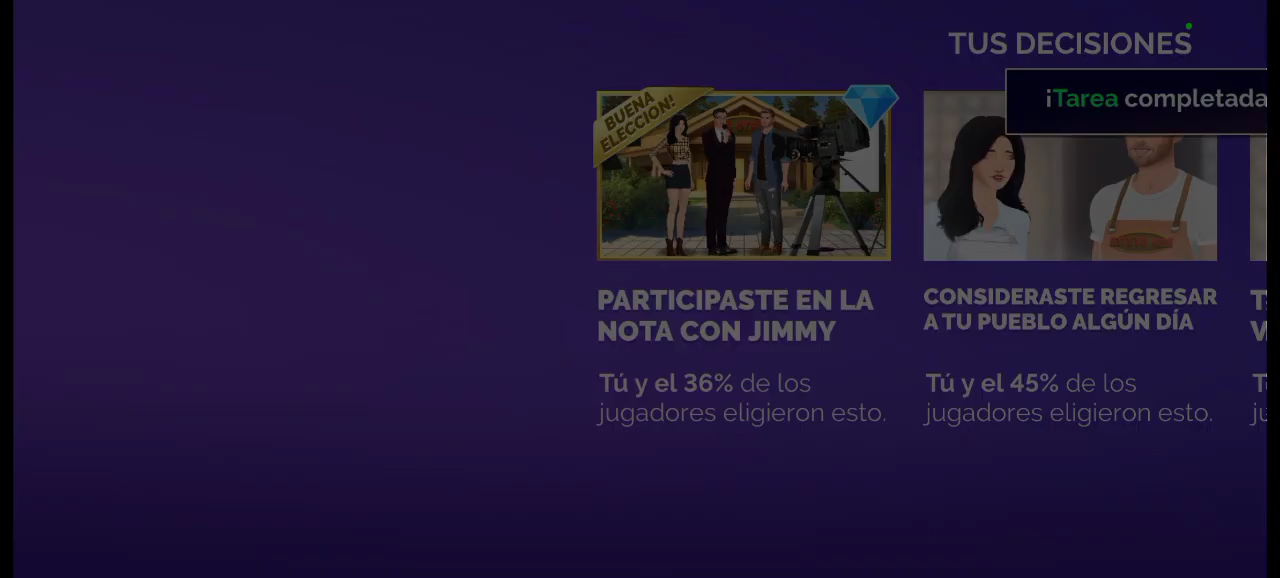 TUS DECISIONES
¡Tarea completada
BUENA
ELECCIÓN!
PARTICIPASTE EN LA
NOTA CON JIMMY
Tú y el 36% de los
jugadores eligieron esto.
CONSIDERASTE REGRESAR
A TU PUEBLO ALGÚN DÍA
Tú y el 45% de los
jugadores eligieron esto.